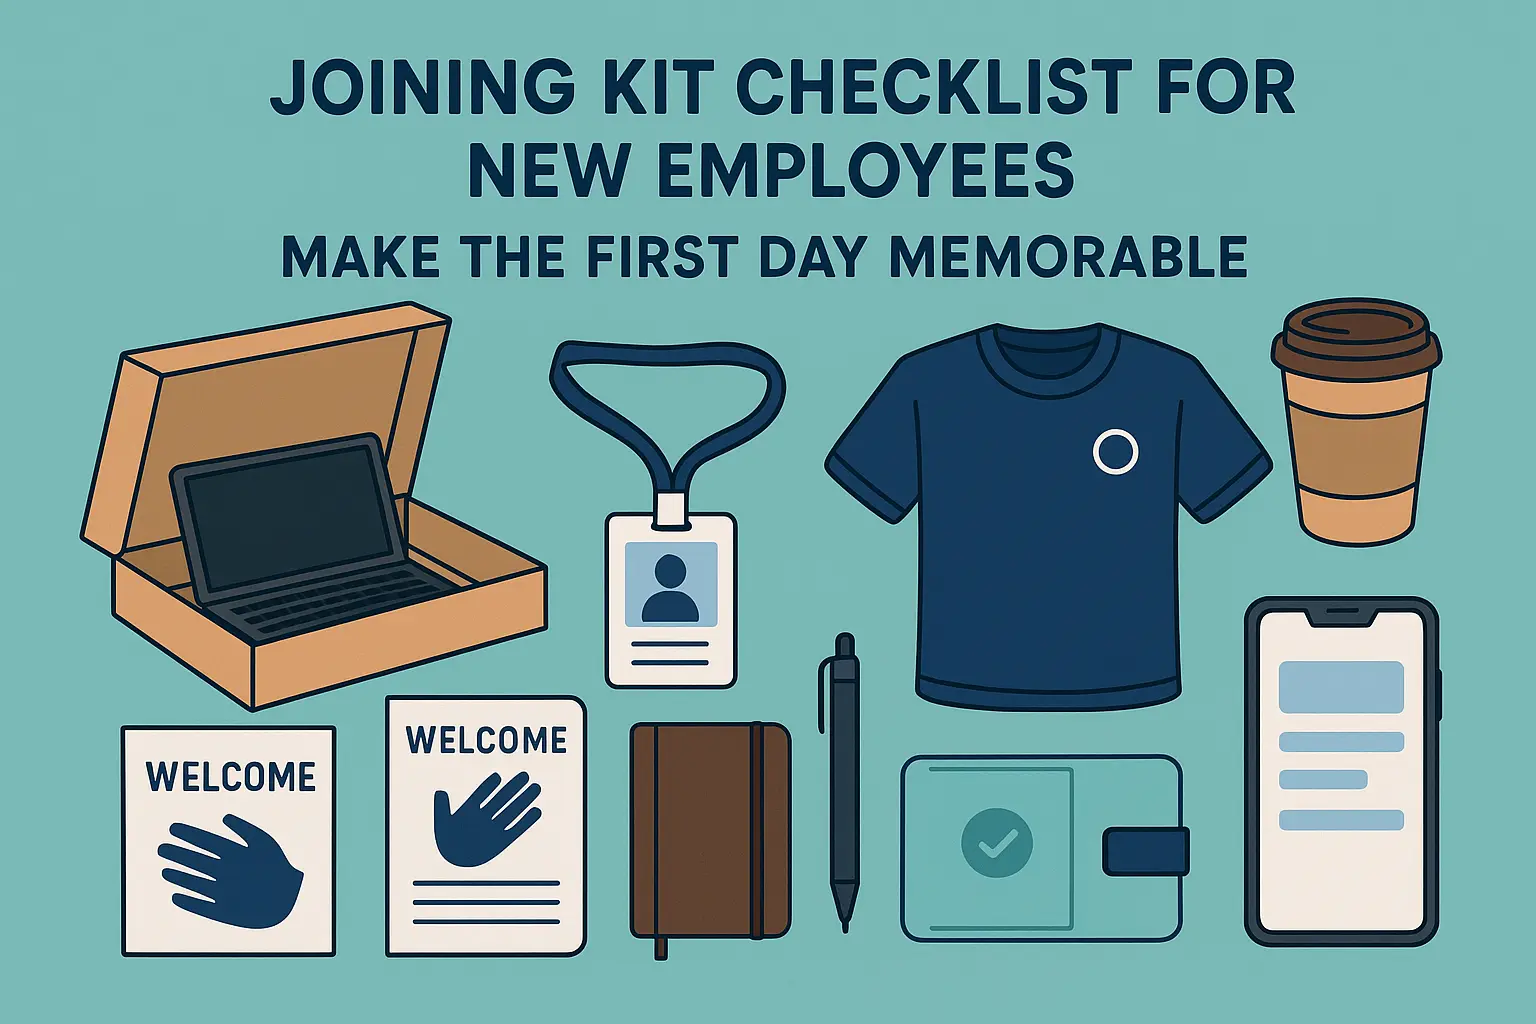 JOINING KIT CHECKLIST FOR
NEW EMPLOYEES
MAKE THE FIRST DAY MEMORABLE
WELCOME
WELCOME